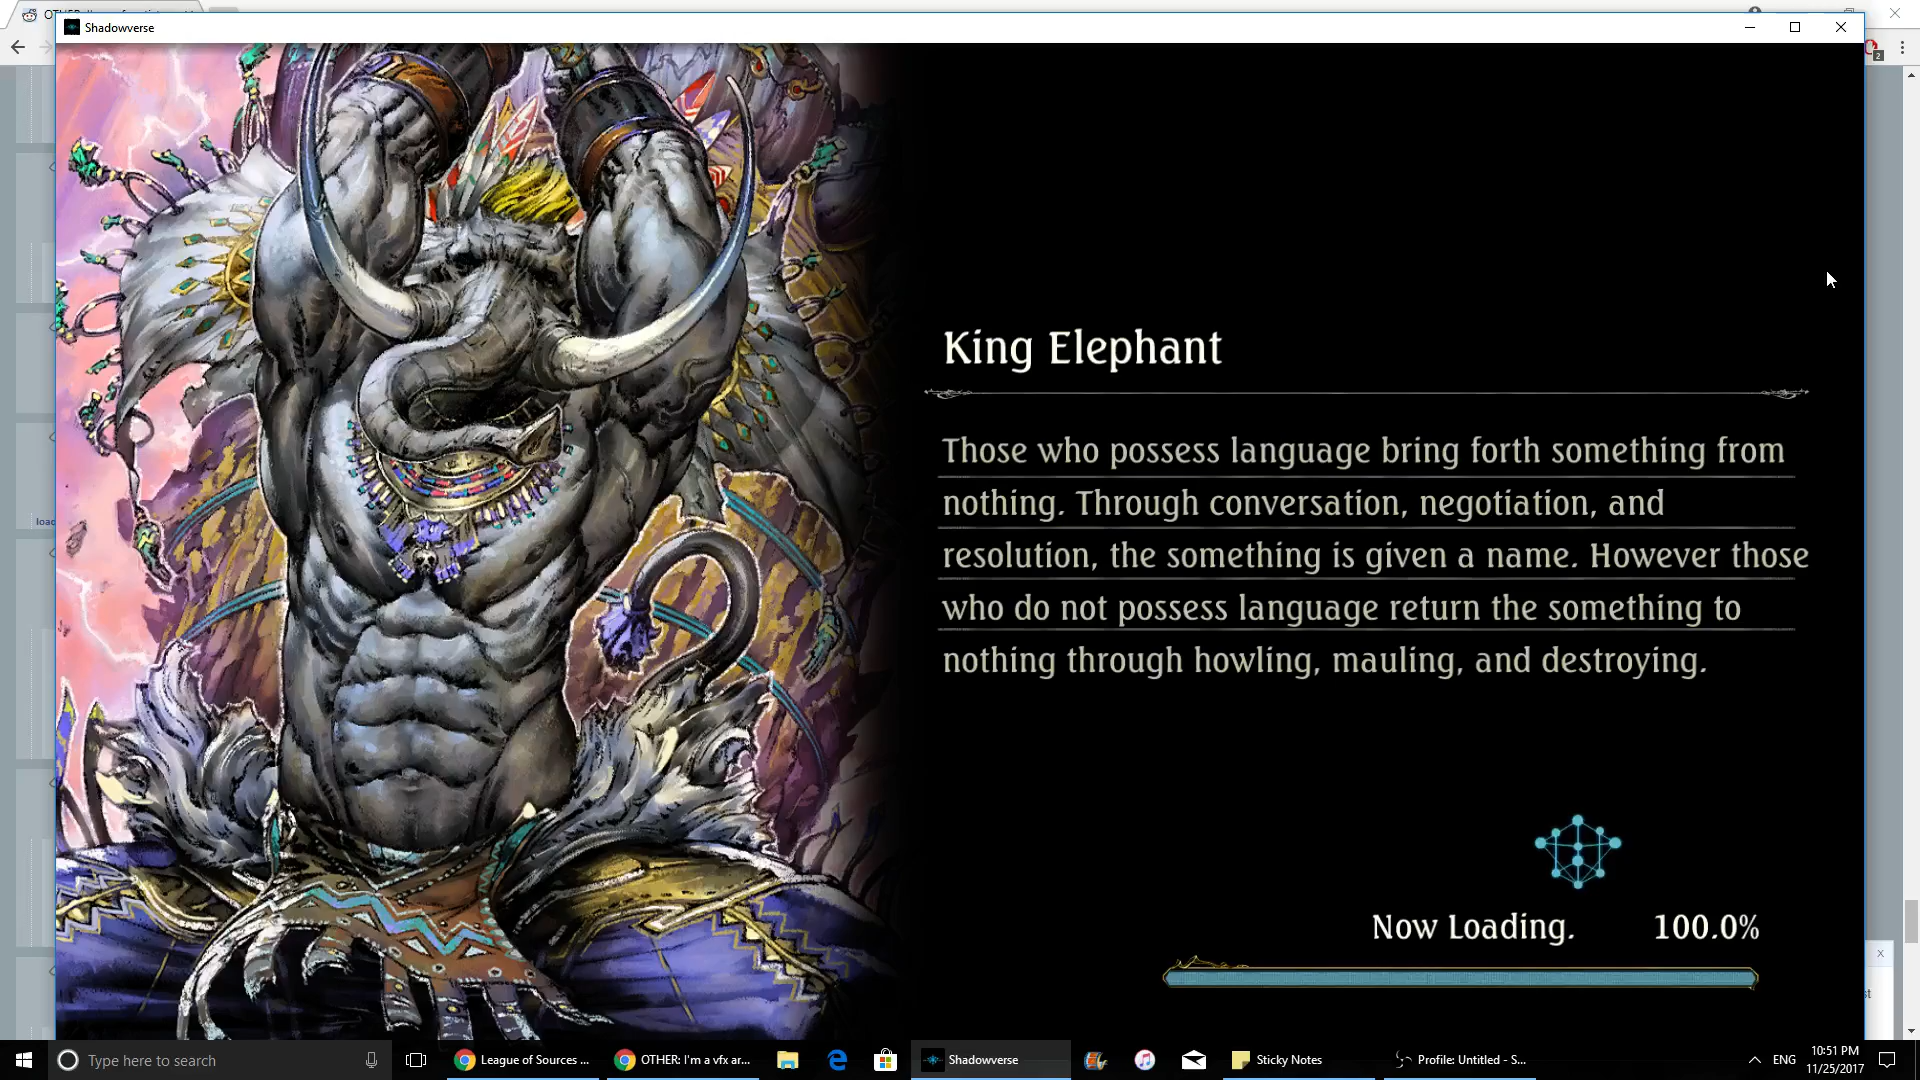 Shadowverse
2
King Elephant
Those who possess language bring forth something from
nothing. Through conversation, negotiation, and
resolution, the something is given a name. However those
who do not possess language return the something to
nothing through howling, mauling, and destroying.
Now Loading.
100.0%
Type here to search
League of Sources ...
OTHER: I'm a vfx ar...
Shadowverse
Sticky Notes
Profile: Untitled - S...
ENG
10:51 PM
11/25/2017